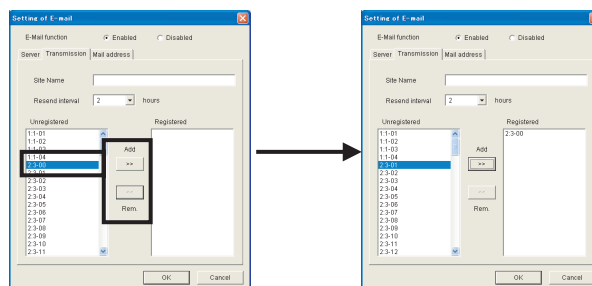 Setting of E-mail
E-Mail function
Enabled
Disabled
Server
Transmission
Mail address
Site Name
Resend interval
2
hours
Unregistered
Registered
1:1-01
1:1-02
1:1-03
1:1-04
2:3-00
2:3-01
2:3-02
2:3-03
2:3-04
2:3-05
2:3-06
2:3-07
2:3-08
2:3-09
2:3-10
2:3-11
Add
>>
<<
Rem.
OK
Cancel
Setting of E-mail
E-Mail function
Enabled
Disabled
Server
Transmission
Mail address
Site Name
Resend interval
2
hours
Unregistered
Registered
1:1-01
1:1-02
1:1-03
1:1-04
2:3-01
2:3-02
2:3-03
2:3-04
2:3-05
2:3-06
2:3-07
2:3-08
2:3-09
2:3-10
2:3-11
2:3-12
Add
>>
<<
Rem.
2:3-00
OK
Cancel